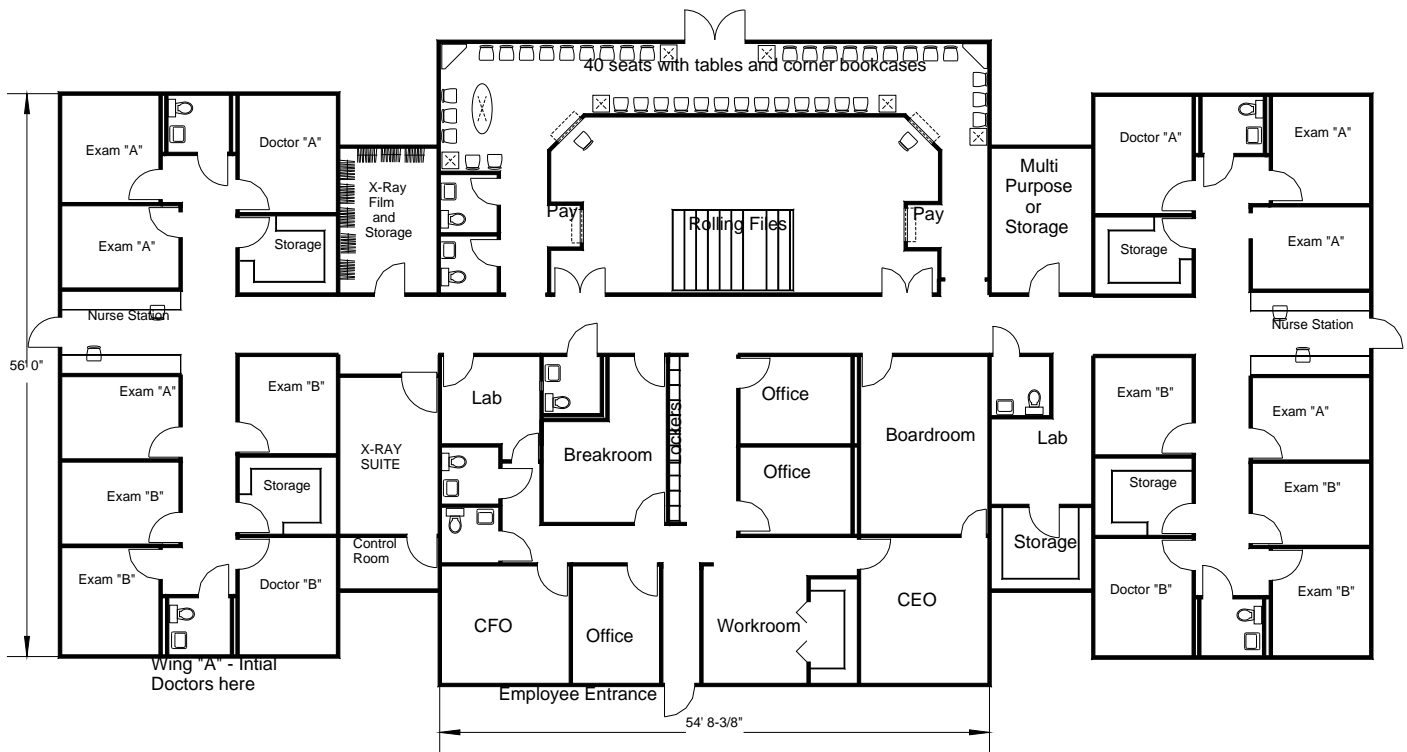 40 seats with tables and corner bookcases
Exam "A"
Doctor "A"
X-Ray
Film
and
Storage
Exam "A"
Storage
Pay
Rolling Files
Pay
Multi
Purpose
or
Storage
Doctor "A"
Exam "A"
Storage
Exam "A"
Nurse Station
Nurse Station
56' 0"
Exam "A"
Exam "B"
Lab
Lockers
Office
Boardroom
Exam "B"
Exam "A"
X-RAY
SUITE
Breakroom
Office
Lab
Exam "B"
Storage
Storage
Exam "B"
Control
Room
Storage
Exam "B"
Doctor "B"
CFO
Office
Workroom
CEO
Doctor "B"
Exam "B"
Wing "A" - Intial
Doctors here
Employee Entrance
54' 8-3/8"